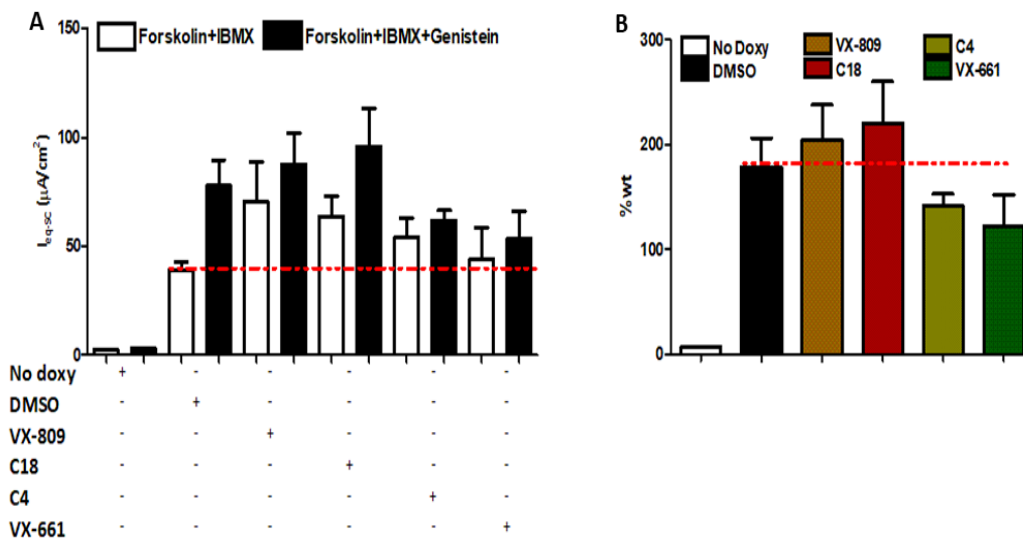 A
150
100
50
0
I eq-sc (µA/cm²)
Forskolin+IBMX
Forskolin+IBMX+Genistein
No doxy + - - - - -
DMSO - + - - - -
VX-809 - - + - - -
C18 - - - + - -
C4 - - - - + -
VX-661 - - - - - +
B
300
200
100
0
% wt
No Doxy
DMSO
VX-809
C18
C4
VX-661